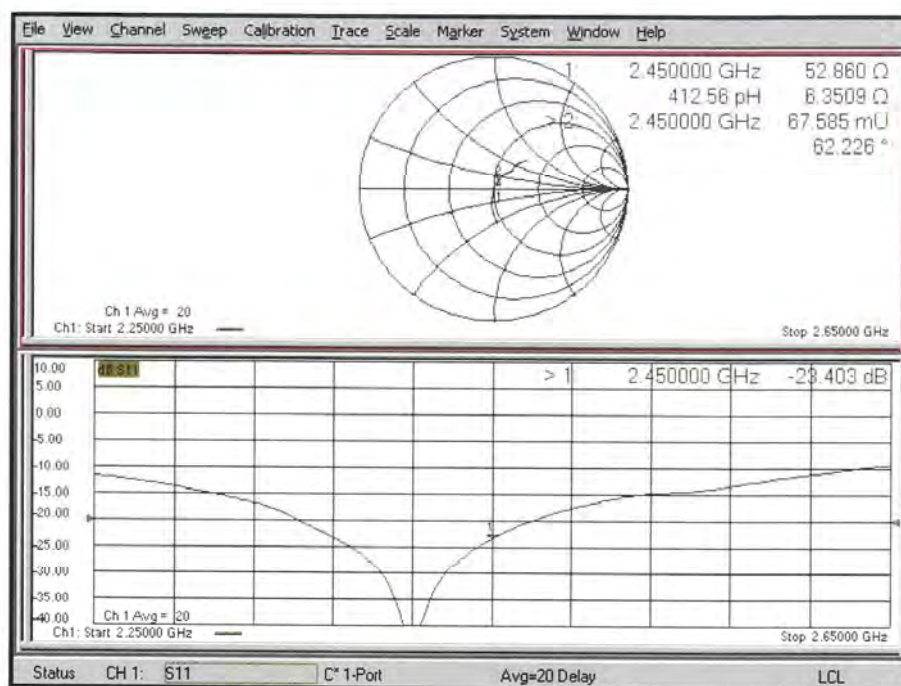 File View Channel Sweep Calibration Trace Scale Marker System Window Help
1: 2.450000 GHz 52.860 Ω
412.56 pH 6.3509 Ω
> 2: 2.450000 GHz 67.585 mU
62.226 °
Ch 1 Avg = 20
Ch1: Start 2.25000 GHz
Stop 2.65000 GHz
10.00 dB S11
> 1 2.450000 GHz -23.403 dB
5.00
0.00
-5.00
-10.00
-15.00
-20.00
1
-25.00
-30.00
-35.00
-40.00
Ch 1 Avg = 20
Ch1: Start 2.25000 GHz
Stop 2.65000 GHz
Status CH 1: S11 C* 1-Port Avg=20 Delay LCL